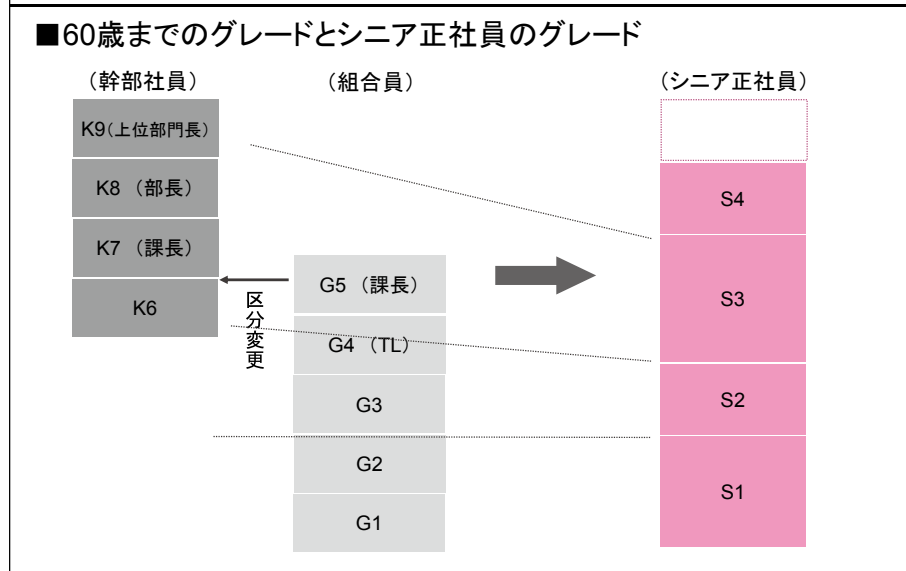 ■60歳までのグレードとシニア正社員のグレード
（幹部社員）
K9（上位部門長）
K8 （部長）
K7 （課長）
K6
区分変更
（組合員）
G5 （課長）
G4 （TL）
G3
G2
G1
（シニア正社員）
S4
S3
S2
S1